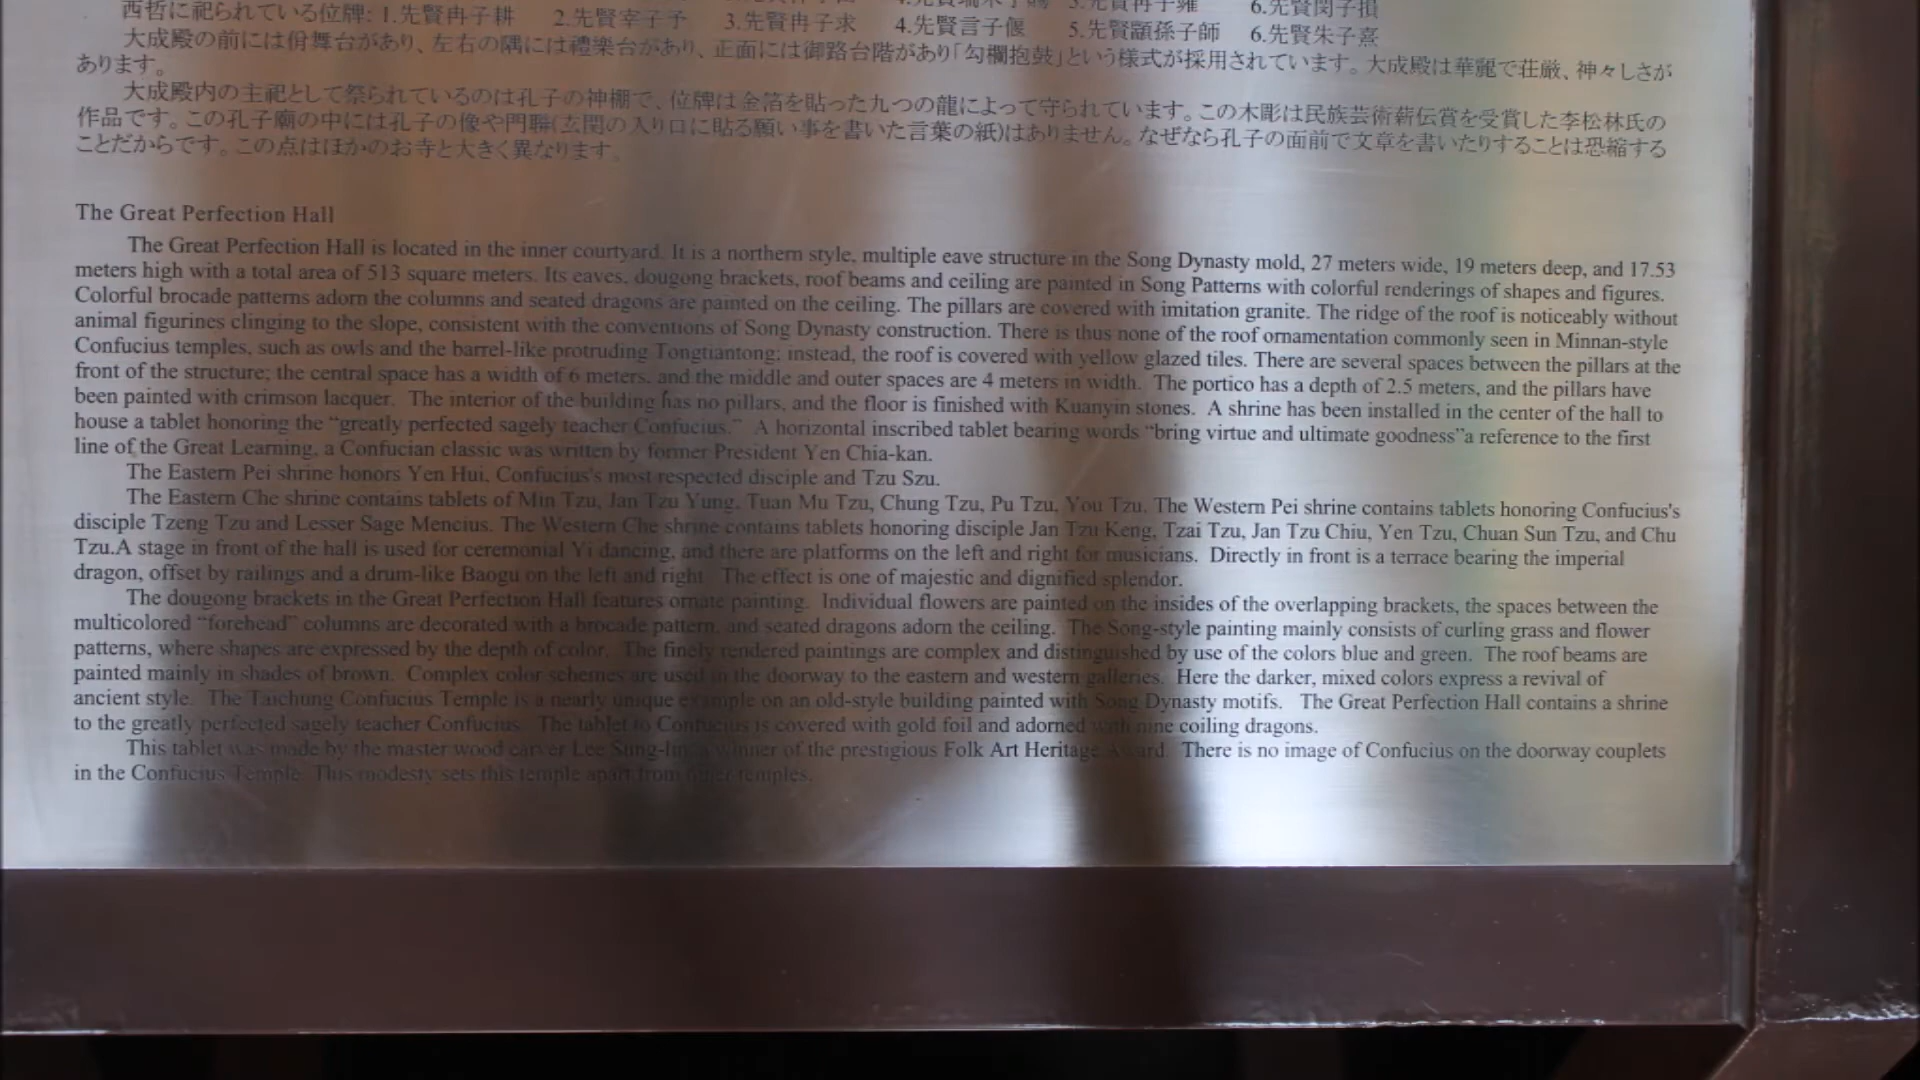 西哲に祀られている位牌: 1.先賢冉子耕 2.先賢宰子予 3.先賢冉子求 4.先賢言子偃 5.先賢顓孫子師 6.先賢朱子熹
大成殿の前には佾舞台があり、左右の隅には禮樂台があり、正面には御路台階があり「勾欄抱鼓」という様式が採用されています。大成殿は華麗で荘厳、神々しさが
あります。
大成殿内の主祀として祭られているのは孔子の神棚で、位牌は金箔を貼った九つの龍によって守られています。この木彫は民族芸術薪伝賞を受賞した李松林氏の
作品です。この孔子廟の中には孔子の像や門聯(玄関の入り口に貼る願い事を書いた言葉の紙)はありません。なぜなら孔子の面前で文章を書いたりすることは恐縮する
ことだからです。この点はほかのお寺と大きく異なります。
The Great Perfection Hall
The Great Perfection Hall is located in the inner courtyard. It is a northern style, multiple eave structure in the Song Dynasty mold, 27 meters wide, 19 meters deep, and 17.53
meters high with a total area of 513 square meters. Its eaves, dougong brackets, roof beams and ceiling are painted in Song Patterns with colorful renderings of shapes and figures.
Colorful brocade patterns adorn the columns and seated dragons are painted on the ceiling. The pillars are covered with imitation granite. The ridge of the roof is noticeably without
animal figurines clinging to the slope, consistent with the conventions of Song Dynasty construction. There is thus none of the roof ornamentation commonly seen in Minnan-style
Confucius temples, such as owls and the barrel-like protruding Tongtiantong; instead, the roof is covered with yellow glazed tiles. There are several spaces between the pillars at the
front of the structure; the central space has a width of 6 meters, and the middle and outer spaces are 4 meters in width. The portico has a depth of 2.5 meters, and the pillars have
been painted with crimson lacquer. The interior of the building has no pillars, and the floor is finished with Kuanyin stones. A shrine has been installed in the center of the hall to
house a tablet honoring the “greatly perfected sagely teacher Confucius.” A horizontal inscribed tablet bearing words “bring virtue and ultimate goodness”a reference to the first
line of the Great Learning, a Confucian classic was written by former President Yen Chia-kan.
The Eastern Pei shrine honors Yen Hui, Confucius's most respected disciple and Tzu Szu.
The Eastern Che shrine contains tablets of Min Tzu, Jan Tzu Yung, Tuan Mu Tzu, Chung Tzu, Pu Tzu, You Tzu. The Western Pei shrine contains tablets honoring Confucius's
disciple Tzeng Tzu and Lesser Sage Mencius. The Western Che shrine contains tablets honoring disciple Jan Tzu Keng, Tzai Tzu, Jan Tzu Chiu, Yen Tzu, Chuan Sun Tzu, and Chu
Tzu.A stage in front of the hall is used for ceremonial Yi dancing, and there are platforms on the left and right for musicians. Directly in front is a terrace bearing the imperial
dragon, offset by railings and a drum-like Baogu on the left and right. The effect is one of majestic and dignified splendor.
The dougong brackets in the Great Perfection Hall features ornate painting. Individual flowers are painted on the insides of the overlapping brackets, the spaces between the
multicolored “forehead” columns are decorated with a brocade pattern, and seated dragons adorn the ceiling. The Song-style painting mainly consists of curling grass and flower
patterns, where shapes are expressed by the depth of color. The finely rendered paintings are complex and distinguished by use of the colors blue and green. The roof beams are
painted mainly in shades of brown. Complex color schemes are used in the doorway to the eastern and western galleries. Here the darker, mixed colors express a revival of
ancient style. The Taichung Confucius Temple is a nearly unique example on an old-style building painted with Song Dynasty motifs. The Great Perfection Hall contains a shrine
to the greatly perfected sagely teacher Confucius. The tablet to Confucius is covered with gold foil and adorned with nine coiling dragons.
This tablet was made by the master wood carver Lee Sung-lin, a winner of the prestigious Folk Art Heritage Award. There is no image of Confucius on the doorway couplets
in the Confucius Temple. This modesty sets this temple apart from other temples.